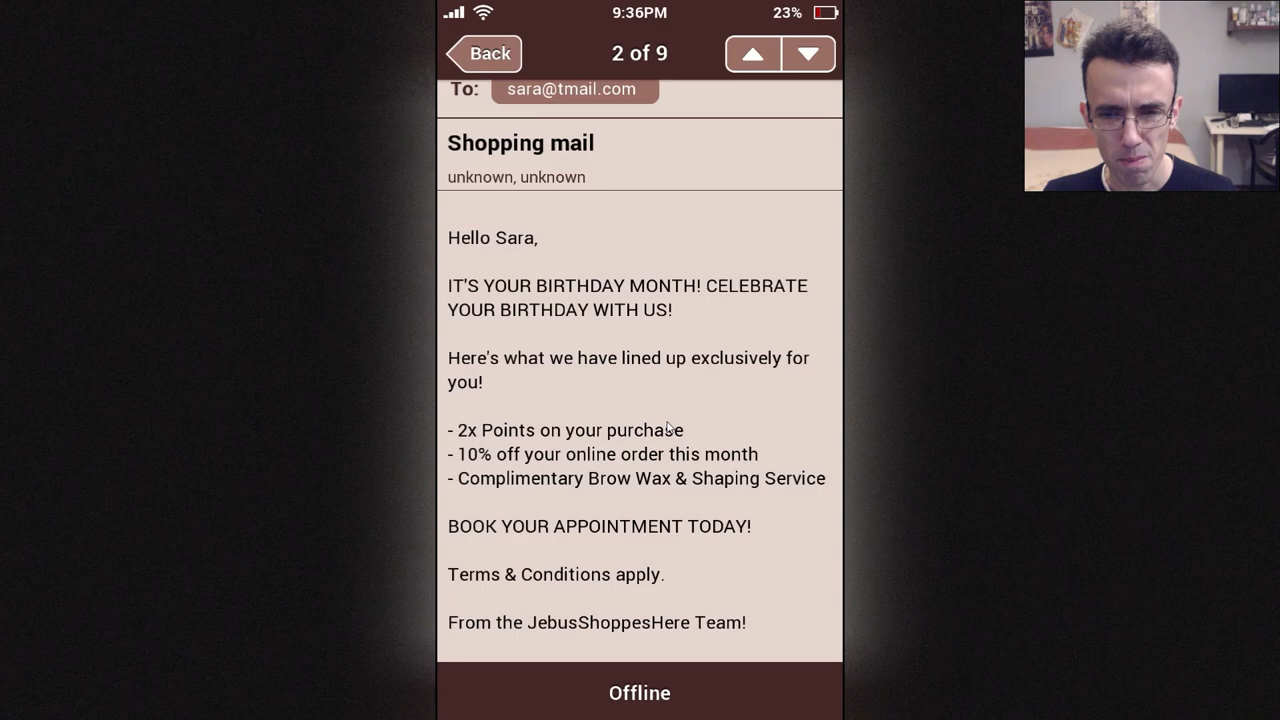 9:36PM
23%
Back
2 of 9
To: sara@tmail.com
Shopping mail
unknown, unknown
Hello Sara,
IT'S YOUR BIRTHDAY MONTH! CELEBRATE
YOUR BIRTHDAY WITH US!
Here's what we have lined up exclusively for
you!
- 2x Points on your purchase
- 10% off your online order this month
- Complimentary Brow Wax & Shaping Service
BOOK YOUR APPOINTMENT TODAY!
Terms & Conditions apply.
From the JebusShoppesHere Team!
Offline